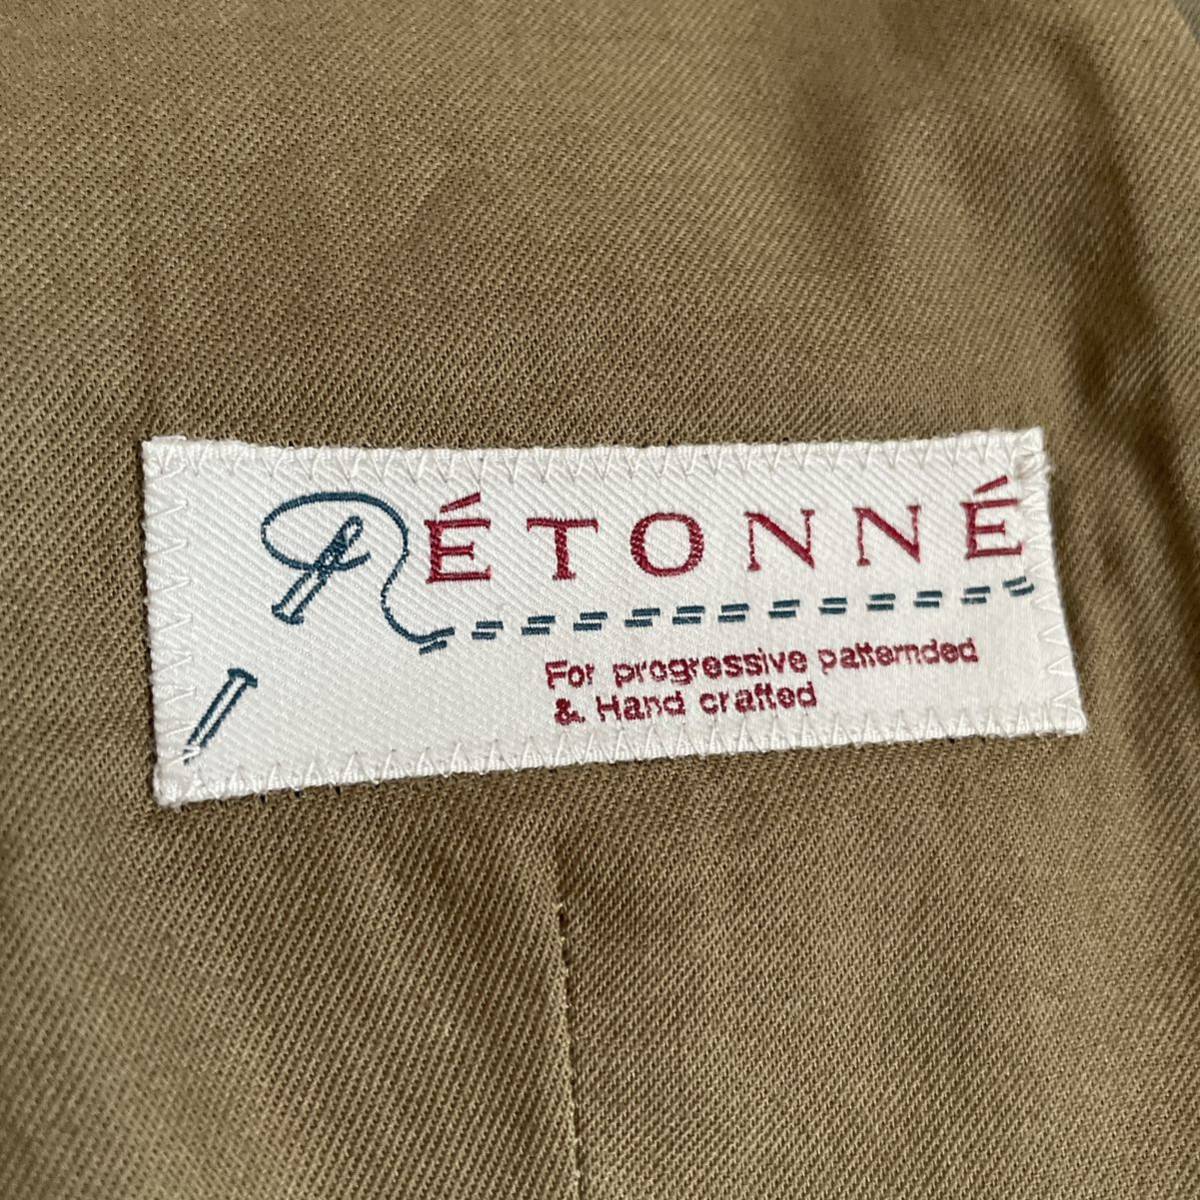 RÉTONNÉ
For progressive patternded
& Hand crafted